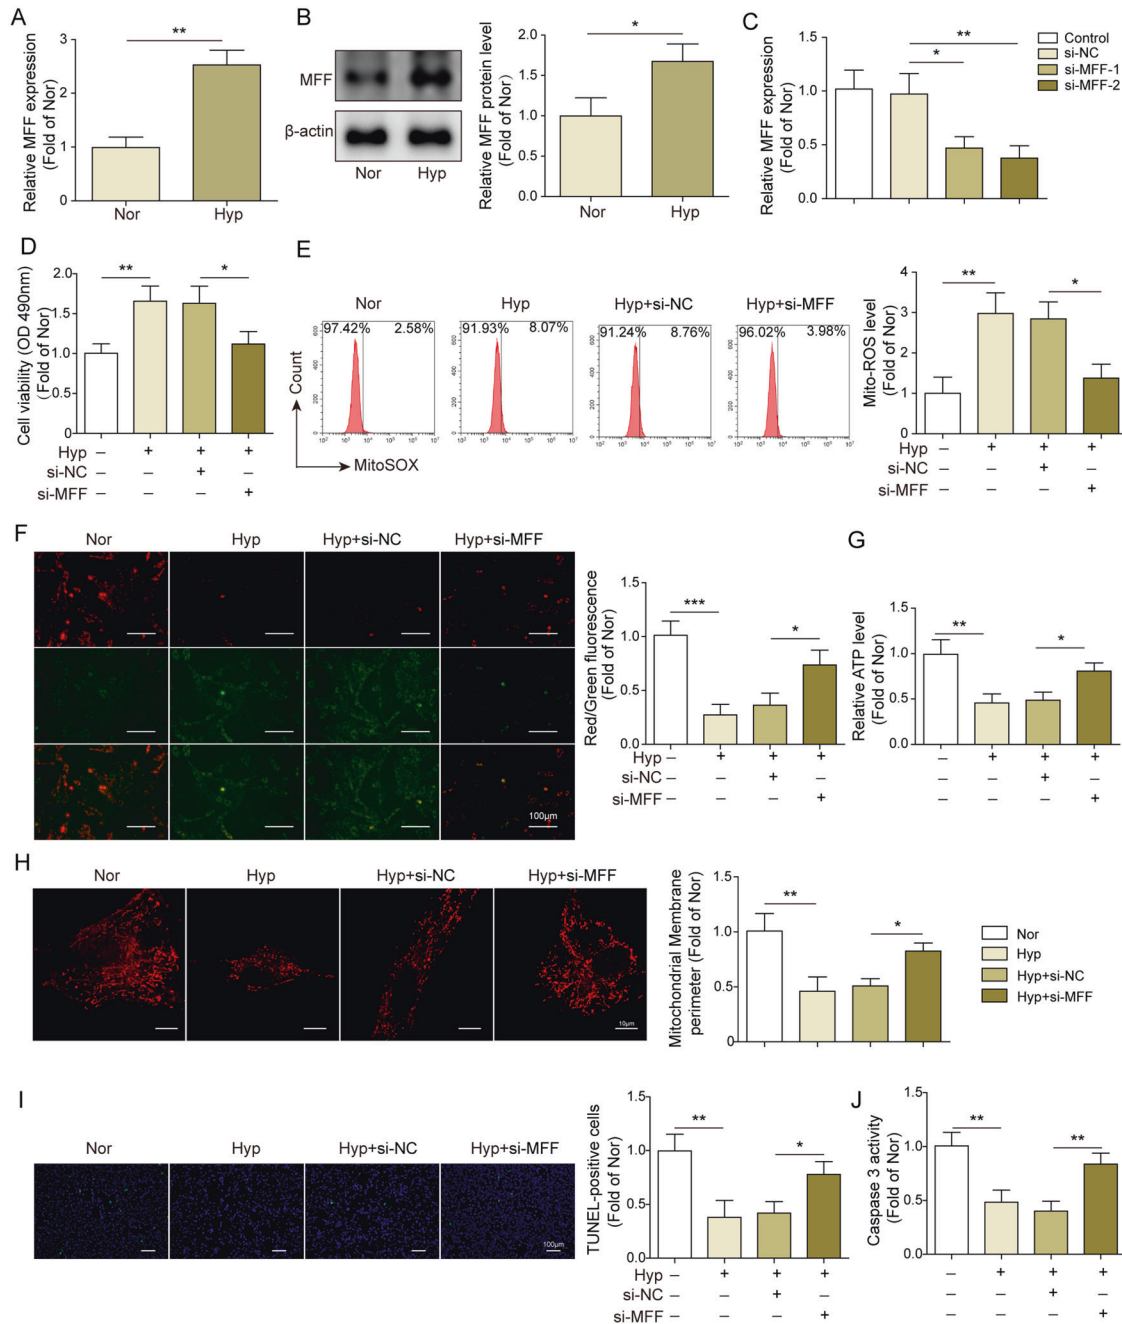 A
Relative MFF expression
(Fold of Nor)
3
2
1
0
**
Nor
Hyp
B
MFF
β-actin
Nor
Hyp
Relative MFF protein level
(Fold of Nor)
2.0
1.5
1.0
0.5
0.0
*
Nor
Hyp
C
Relative MFF expression
(Fold of Nor)
1.5
1.0
0.5
0.0
**
*
Control
si-NC
si-MFF-1
si-MFF-2
D
Cell viability (OD 490nm)
(Fold of Nor)
2.0
1.5
1.0
0.5
0.0
**
*
Hyp – + + +
si-NC – – + –
si-MFF – – – +
E
Count
MitoSOX
Nor
97.42% 2.58%
Hyp
91.93% 8.07%
Hyp+si-NC
91.24% 8.76%
Hyp+si-MFF
96.02% 3.98%
Mito-ROS level
(Fold of Nor)
4
3
2
1
0
**
*
Hyp – + + +
si-NC – – + –
si-MFF – – – +
F
Nor
Hyp
Hyp+si-NC
Hyp+si-MFF
100μm
Red/Green fluorescence
(Fold of Nor)
1.5
1.0
0.5
0.0
***
*
Hyp – + + +
si-NC – – + –
si-MFF – – – +
G
Relative ATP level
(Fold of Nor)
1.5
1.0
0.5
0.0
**
*
– + + +
– – + –
– – – +
H
Nor
Hyp
Hyp+si-NC
Hyp+si-MFF
10μm
Mitochondrial Membrane
perimeter (Fold of Nor)
1.5
1.0
0.5
0
**
*
Nor
Hyp
Hyp+si-NC
Hyp+si-MFF
I
Nor
Hyp
Hyp+si-NC
Hyp+si-MFF
100μm
TUNEL-positive cells
(Fold of Nor)
1.5
1.0
0.5
0.0
**
*
Hyp – + + +
si-NC – – + –
si-MFF – – – +
J
Caspase 3 activity
(Fold of Nor)
1.5
1.0
0.5
0.0
**
**
– + + +
– – + –
– – – +